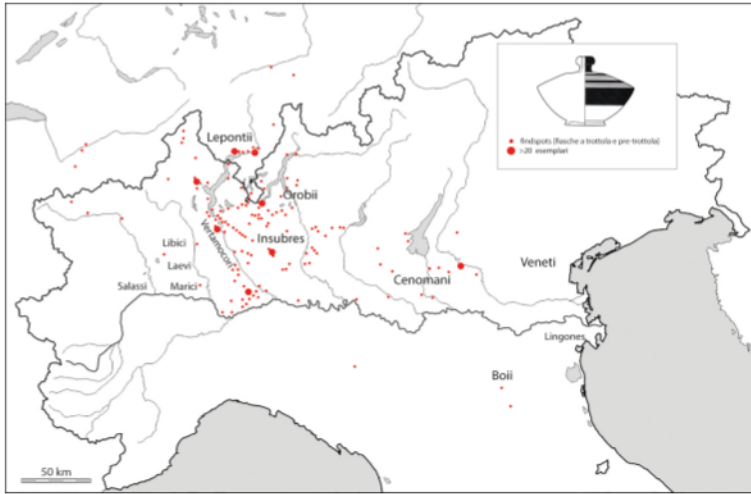 findspots (fiasche a trottola e pre-trottola)
>20 esemplari
Lepontii
Orobii
Vertamocori
Insubres
Libici
Laevi
Salassi
Marici
Cenomani
Veneti
Lingones
Boii
50 km